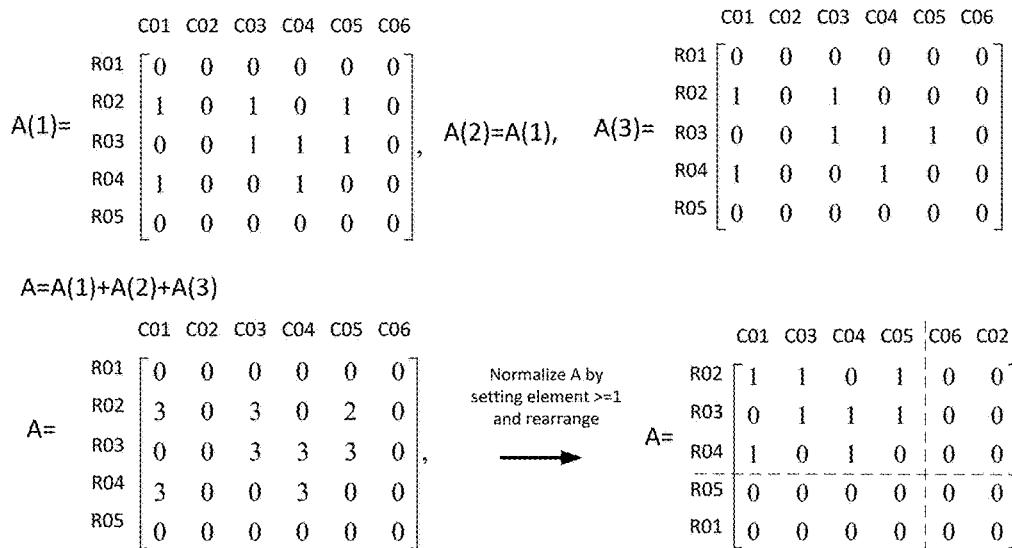 C01 C02 C03 C04 C05 C06
R01 0 0 0 0 0 0
R02 1 0 1 0 1 0
A(1)= R03 0 0 1 1 1 0 ,
R04 1 0 0 1 0 0
R05 0 0 0 0 0 0
A(2)=A(1),
C01 C02 C03 C04 C05 C06
R01 0 0 0 0 0 0
R02 1 0 1 0 0 0
A(3)= R03 0 0 1 1 1 0
R04 1 0 0 1 0 0
R05 0 0 0 0 0 0
A=A(1)+A(2)+A(3)
C01 C02 C03 C04 C05 C06
R01 0 0 0 0 0 0
R02 3 0 3 0 2 0
A= R03 0 0 3 3 3 0 ,
R04 3 0 0 3 0 0
R05 0 0 0 0 0 0
Normalize A by
setting element >=1
and rearrange
C01 C03 C04 C05 C06 C02
R02 1 1 0 1 0 0
R03 0 1 1 1 0 0
A= R04 1 0 1 0 0 0
R05 0 0 0 0 0 0
R01 0 0 0 0 0 0